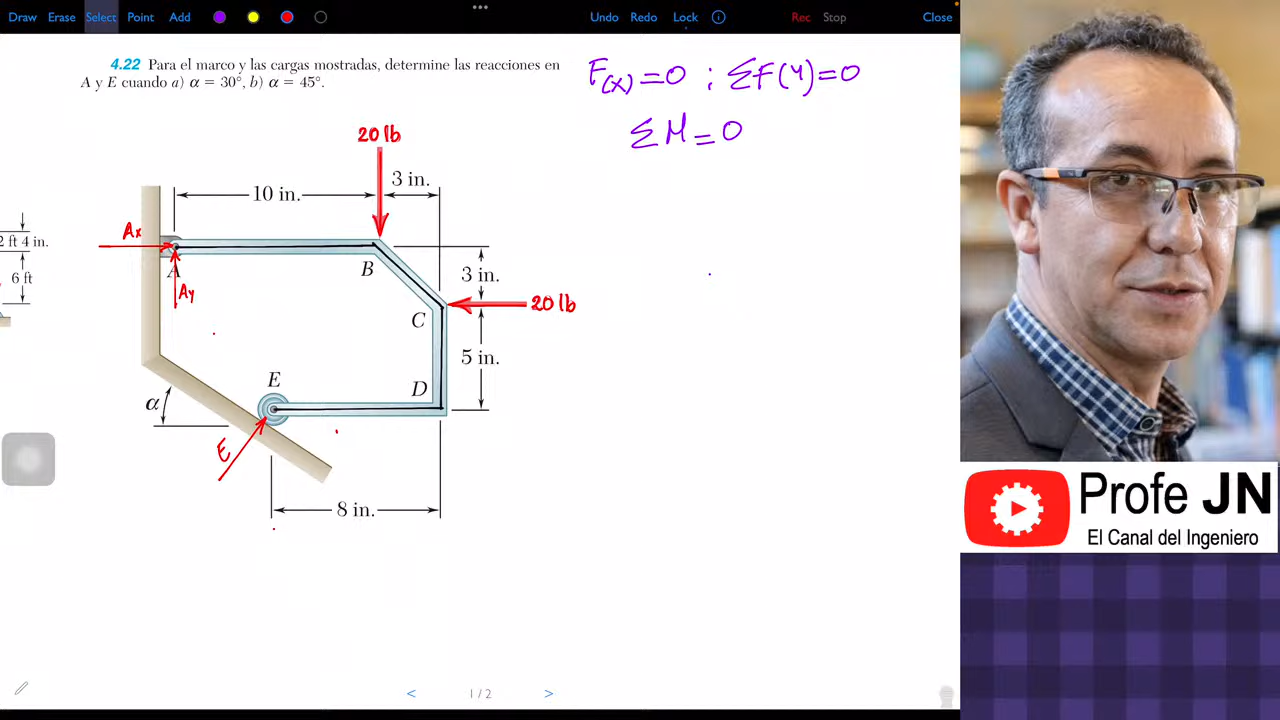 Draw Erase Select Point Add Undo Redo Lock Rec Stop Close
4.22 Para el marco y las cargas mostradas, determine las reacciones en
A y E cuando a) α = 30°, b) α = 45°.
F(x) = 0 ; ΣF(Y) = 0
ΣM = 0
20 lb
3 in.
10 in.
Ax
2 ft 4 in.
A
B
3 in.
6 ft
Ay
20 lb
C
5 in.
E
D
α
E
8 in.
1 / 2
Profe JN
El Canal del Ingeniero